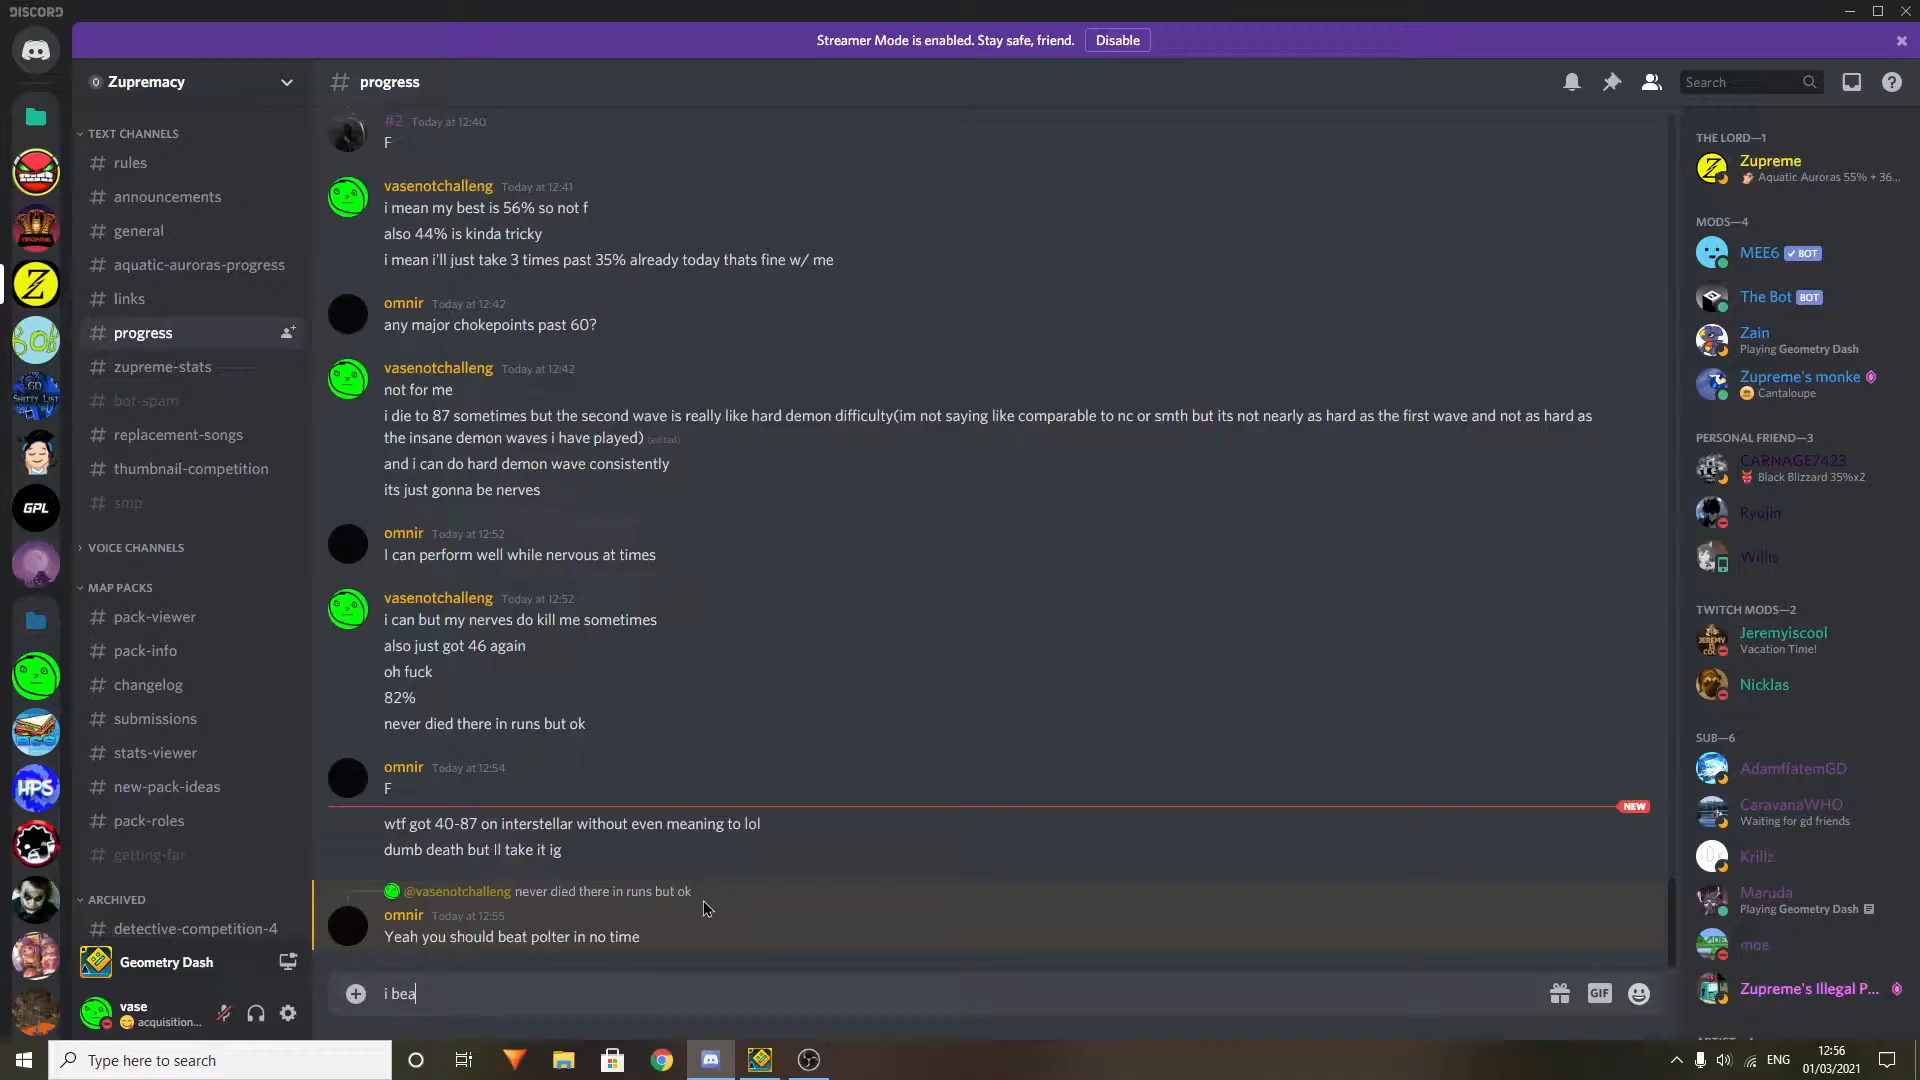 DISCORD
Streamer Mode is enabled. Stay safe, friend.
Disable
Zupremacy
progress
Search
TEXT CHANNELS
rules
announcements
general
aquatic-auroras-progress
links
progress
zupreme-stats
bot-spam
replacement-songs
thumbnail-competition
smp
VOICE CHANNELS
MAP PACKS
pack-viewer
pack-info
changelog
submissions
stats-viewer
new-pack-ideas
pack-roles
getting-far
ARCHIVED
detective-competition-4
Geometry Dash
vase
acquisition...
GD
SHITTY LIST
GPL
HPS
#2 Today at 12:40
F
vasenotchalleng Today at 12:41
i mean my best is 56% so not f
also 44% is kinda tricky
i mean i'll just take 3 times past 35% already today thats fine w/ me
omnir Today at 12:42
any major chokepoints past 60?
vasenotchalleng Today at 12:42
not for me
i die to 87 sometimes but the second wave is really like hard demon difficulty(im not saying like comparable to nc or smth but its not nearly as hard as the first wave and not as hard as
the insane demon waves i have played) (edited)
and i can do hard demon wave consistently
its just gonna be nerves
omnir Today at 12:52
I can perform well while nervous at times
vasenotchalleng Today at 12:52
i can but my nerves do kill me sometimes
also just got 46 again
oh fuck
82%
never died there in runs but ok
omnir Today at 12:54
F
NEW
wtf got 40-87 on interstellar without even meaning to lol
dumb death but ll take it ig
@vasenotchalleng never died there in runs but ok
omnir Today at 12:55
Yeah you should beat polter in no time
i bea
GIF
THE LORD—1
Zupreme
Aquatic Auroras 55% + 36...
MODS—4
MEE6 BOT
The Bot BOT
Zain
Playing Geometry Dash
Zupreme's monke
Cantaloupe
PERSONAL FRIEND—3
CARNAGE7423
Black Blizzard 35%x2
Ryujin
Willis
TWITCH MODS—2
Jeremyiscool
Vacation Time!
Nicklas
SUB—6
AdamffatemGD
CaravanaWHO
Waiting for gd friends
Krillz
Maruda
Playing Geometry Dash
moe
Zupreme's Illegal P...
Type here to search
ENG
12:56
01/03/2021